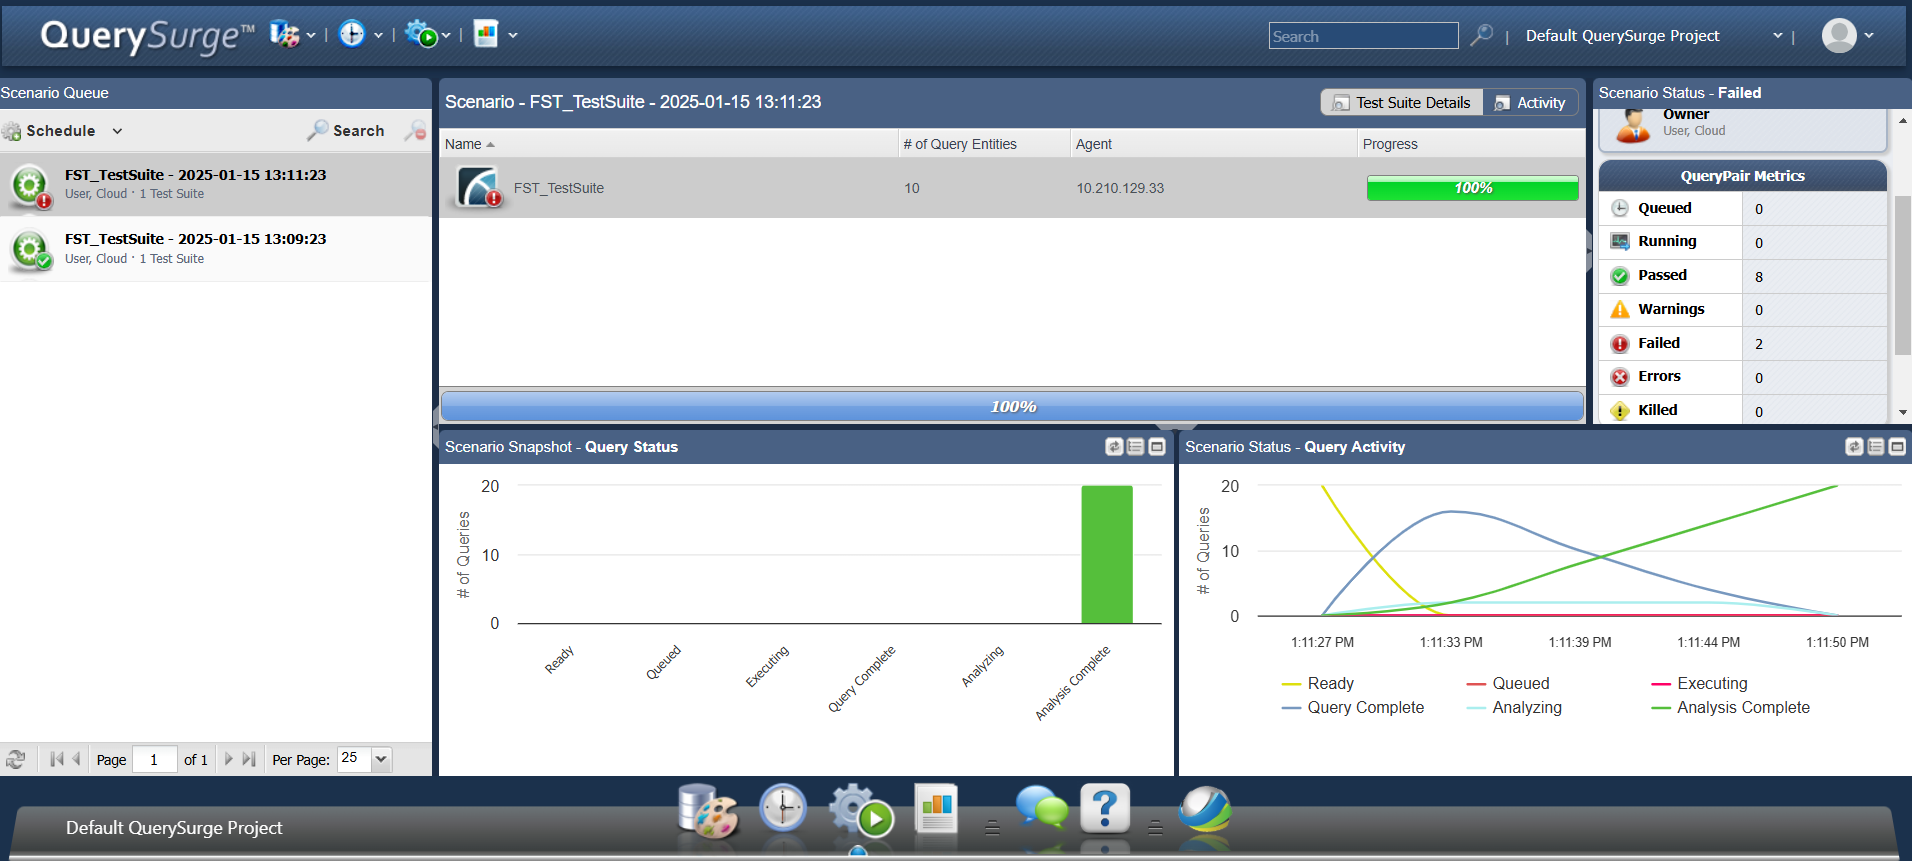 QuerySurge™
Search
Default QuerySurge Project
Scenario Queue
Schedule
Search
FST_TestSuite - 2025-01-15 13:11:23
User, Cloud · 1 Test Suite
FST_TestSuite - 2025-01-15 13:09:23
User, Cloud · 1 Test Suite
Page 1 of 1 Per Page: 25
Scenario - FST_TestSuite - 2025-01-15 13:11:23
Test Suite Details
Activity
Name # of Query Entities Agent Progress
FST_TestSuite 10 10.210.129.33 100%
100%
Scenario Status - Failed
Owner
User, Cloud
QueryPair Metrics
Queued 0
Running 0
Passed 8
Warnings 0
Failed 2
Errors 0
Killed 0
Scenario Snapshot - Query Status
# of Queries
20
10
0
Ready
Queued
Executing
Query Complete
Analyzing
Analysis Complete
Scenario Status - Query Activity
# of Queries
20
10
0
1:11:27 PM 1:11:33 PM 1:11:39 PM 1:11:44 PM 1:11:50 PM
Ready Queued Executing
Query Complete Analyzing Analysis Complete
Default QuerySurge Project